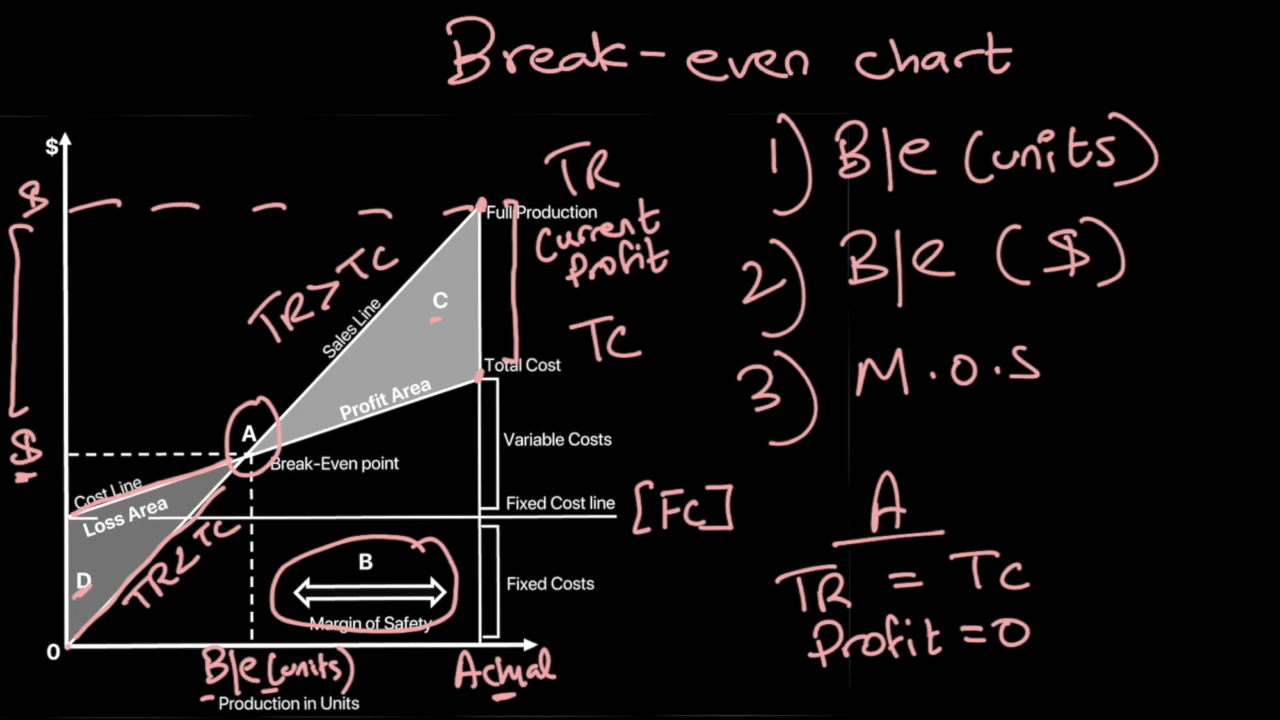 Break-even chart
$
$
TR
Full Production
Current
Profit
TR > TC
C
Sales Line
TC
Total Cost
Profit Area
A
$
Break-Even point
Variable Costs
Cost Line
Loss Area
Fixed Cost line
[FC]
TR < TC
D
B
Margin of Safety
Fixed Costs
0
B/e (units)
Actual
Production in Units
1) B/e (units)
2) B/e ($)
3) M.O.S
A
TR = TC
Profit = 0